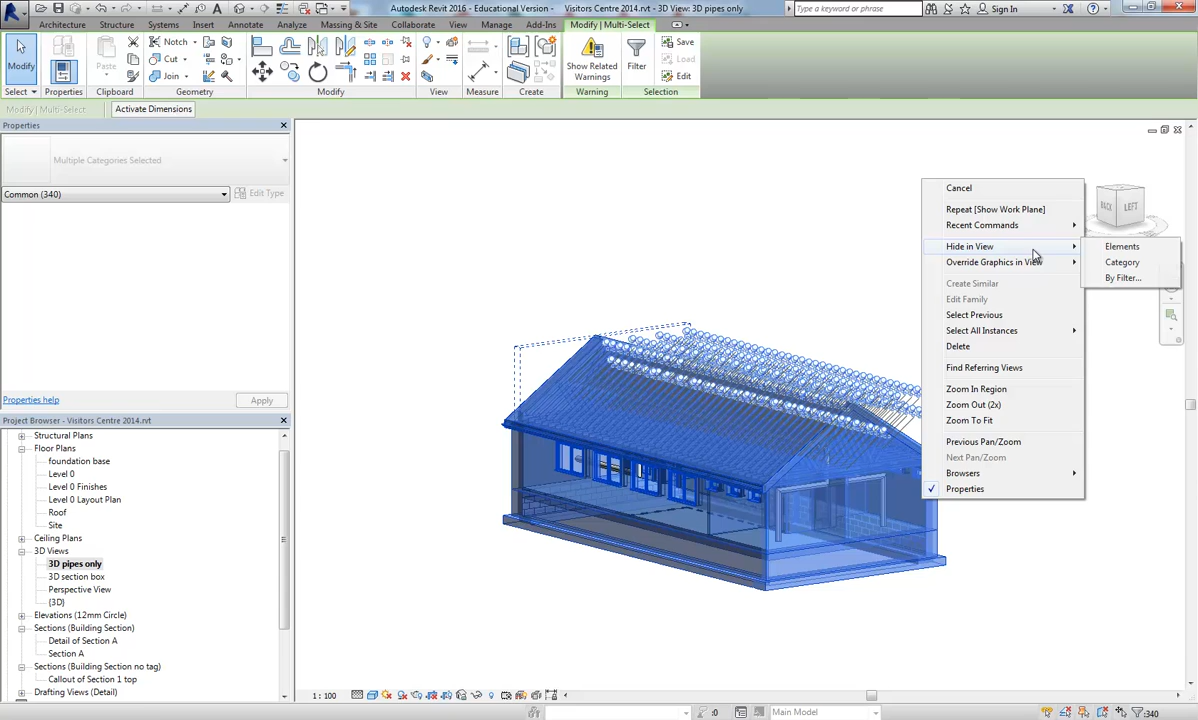 Autodesk Revit 2016 - Educational Version - Visitors Centre 2014.rvt - 3D View: 3D pipes only
Type a keyword or phrase
Sign In
Architecture Structure Systems Insert Annotate Analyze Massing & Site Collaborate View Manage Add-Ins Modify | Multi-Select
Modify
Properties
Paste
Notch
Cut
Join
Show Related
Warnings
Filter
Save
Load
Edit
Select Properties Clipboard Geometry Modify View Measure Create Warning Selection
Modify | Multi-Select Activate Dimensions
Properties
Multiple Categories Selected
Common (340) Edit Type
Properties help Apply
Project Browser - Visitors Centre 2014.rvt
Structural Plans
Floor Plans
foundation base
Level 0
Level 0 Finishes
Level 0 Layout Plan
Roof
Site
Ceiling Plans
3D Views
3D pipes only
3D section box
Perspective View
{3D}
Elevations (12mm Circle)
Sections (Building Section)
Detail of Section A
Section A
Sections (Building Section no tag)
Callout of Section 1 top
Drafting Views (Detail)
Cancel
Repeat [Show Work Plane]
Recent Commands
Hide in View
Override Graphics in View
Create Similar
Edit Family
Select Previous
Select All Instances
Delete
Find Referring Views
Zoom In Region
Zoom Out (2x)
Zoom To Fit
Previous Pan/Zoom
Next Pan/Zoom
Browsers
Properties
Elements
Category
By Filter...
BACK LEFT
1 : 100
:0
Main Model
:340